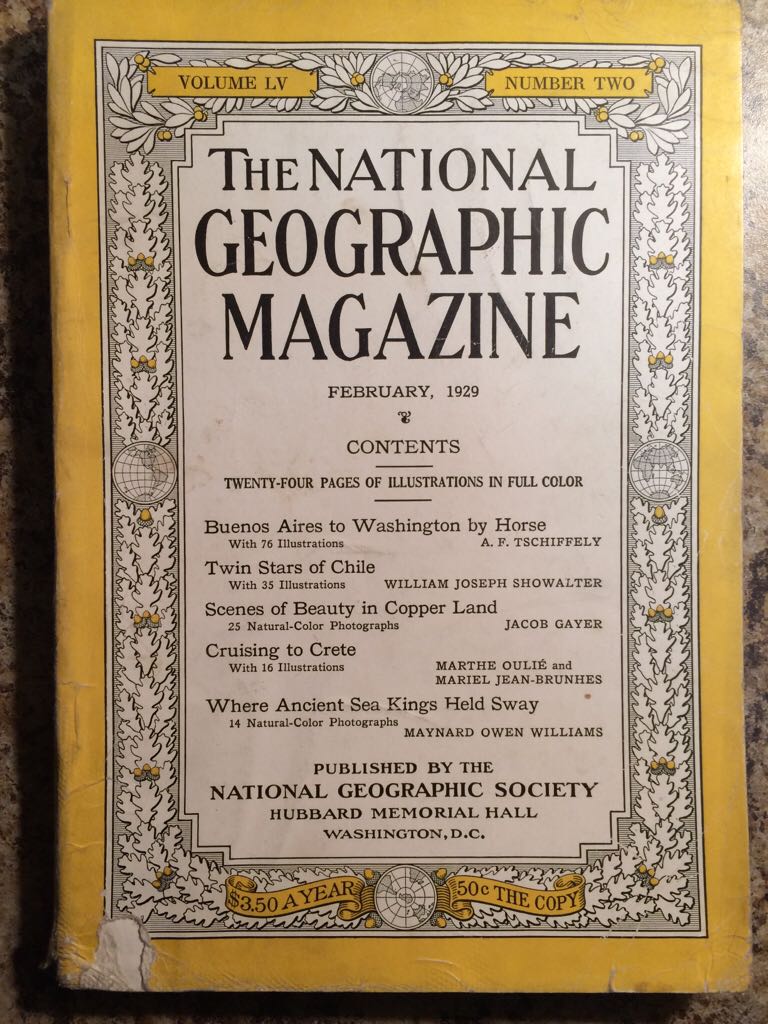 VOLUME LV
NUMBER TWO
THE NATIONAL
GEOGRAPHIC
MAGAZINE
FEBRUARY, 1929
CONTENTS
TWENTY-FOUR PAGES OF ILLUSTRATIONS IN FULL COLOR
Buenos Aires to Washington by Horse
With 76 Illustrations A. F. TSCHIFFELY
Twin Stars of Chile
With 35 Illustrations WILLIAM JOSEPH SHOWALTER
Scenes of Beauty in Copper Land
25 Natural-Color Photographs JACOB GAYER
Cruising to Crete
With 16 Illustrations MARTHE OULIÉ and
MARIEL JEAN-BRUNHES
Where Ancient Sea Kings Held Sway
14 Natural-Color Photographs
MAYNARD OWEN WILLIAMS
PUBLISHED BY THE
NATIONAL GEOGRAPHIC SOCIETY
HUBBARD MEMORIAL HALL
WASHINGTON, D.C.
$3.50 A YEAR
50c THE COPY